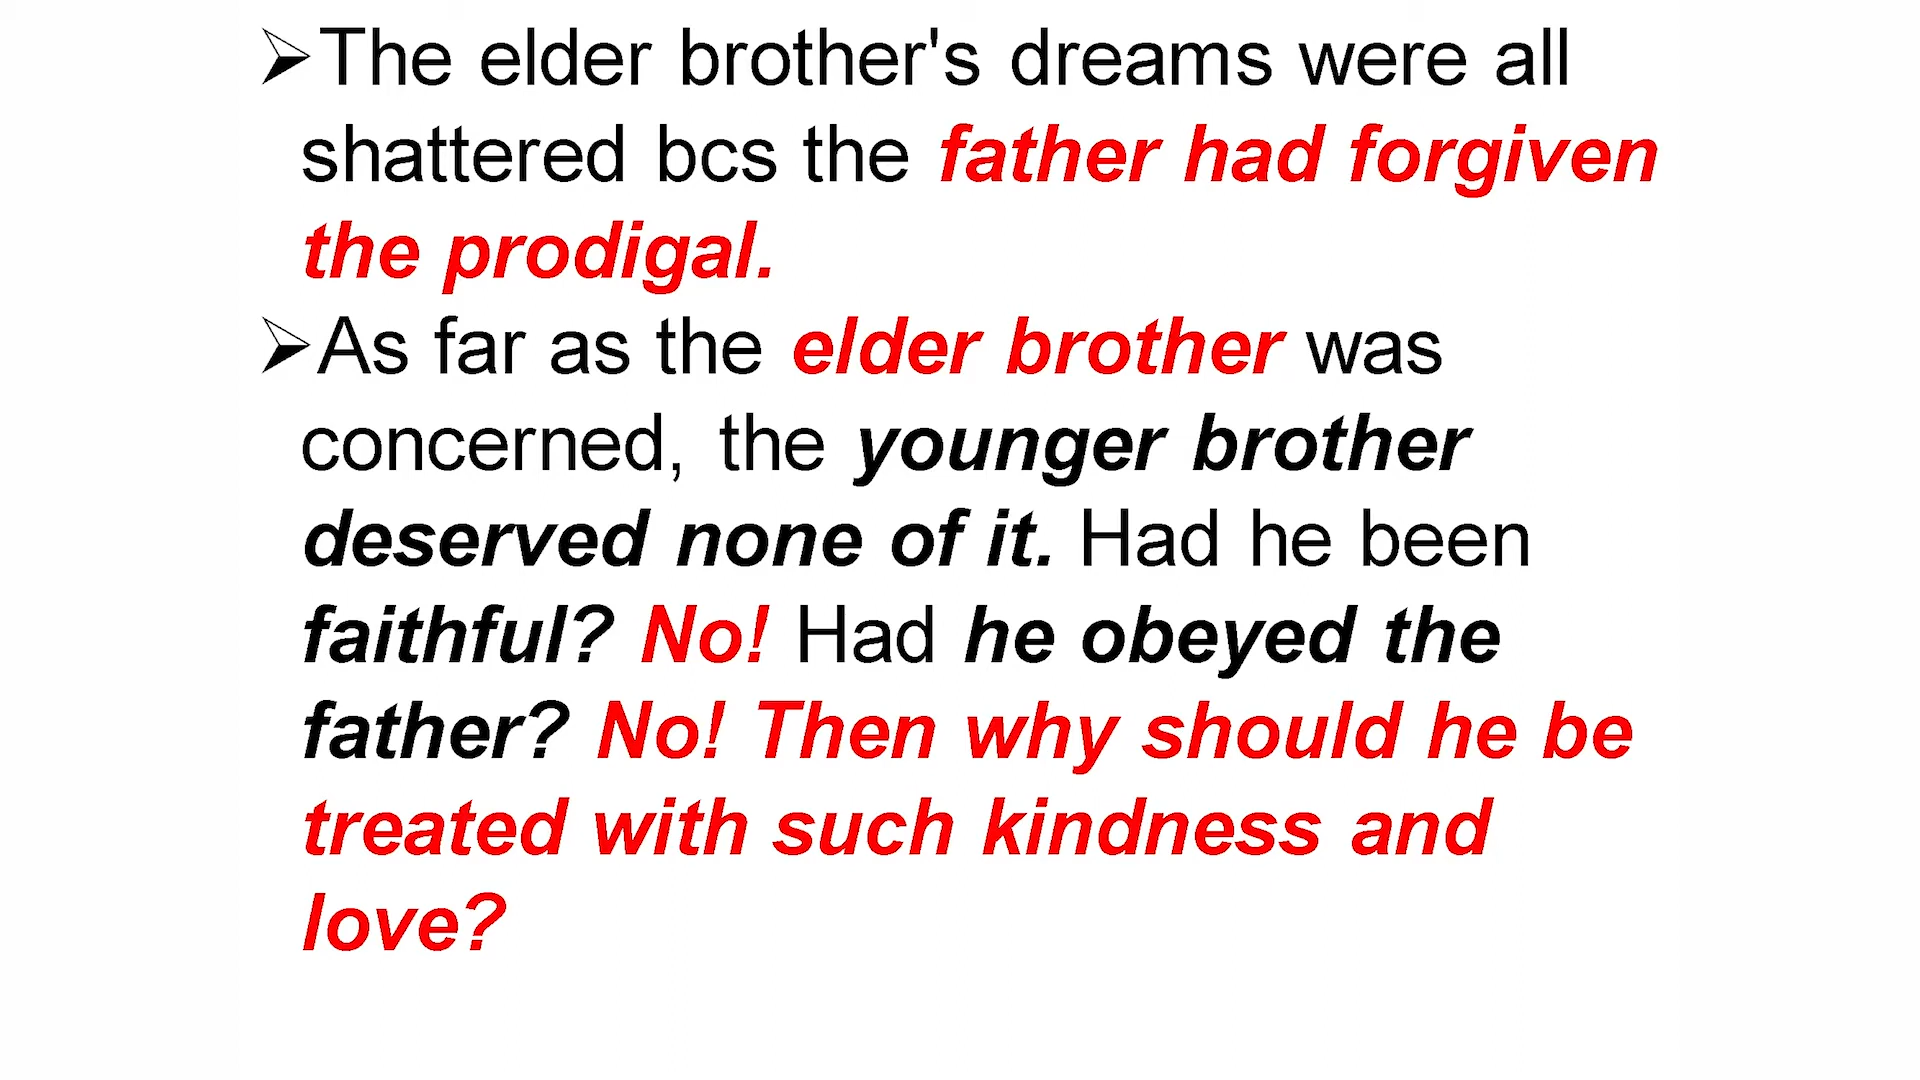 ➢The elder brother's dreams were all
shattered bcs the father had forgiven
the prodigal.
➢As far as the elder brother was
concerned, the younger brother
deserved none of it. Had he been
faithful? No! Had he obeyed the
father? No! Then why should he be
treated with such kindness and
love?